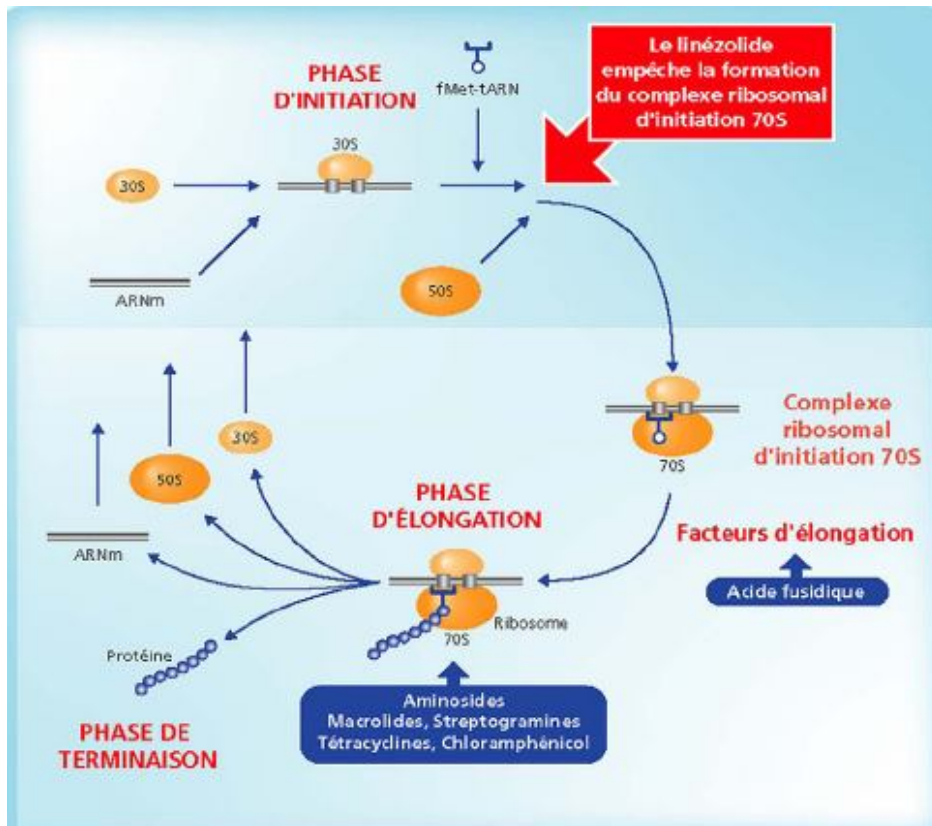 PHASE
D'INITIATION
fMet-tARN
Le linézolide
empêche la formation
du complexe ribosomal
d'initiation 70S
30S
30S
ARNm
50S
30S
50S
ARNm
70S
Complexe
ribosomal
d'initiation 70S
PHASE
D'ÉLONGATION
Facteurs d'élongation
Acide fusidique
Ribosome
70S
Protéine
PHASE DE
TERMINAISON
Aminosides
Macrolides, Streptogramines
Tétracyclines, Chloramphénicol